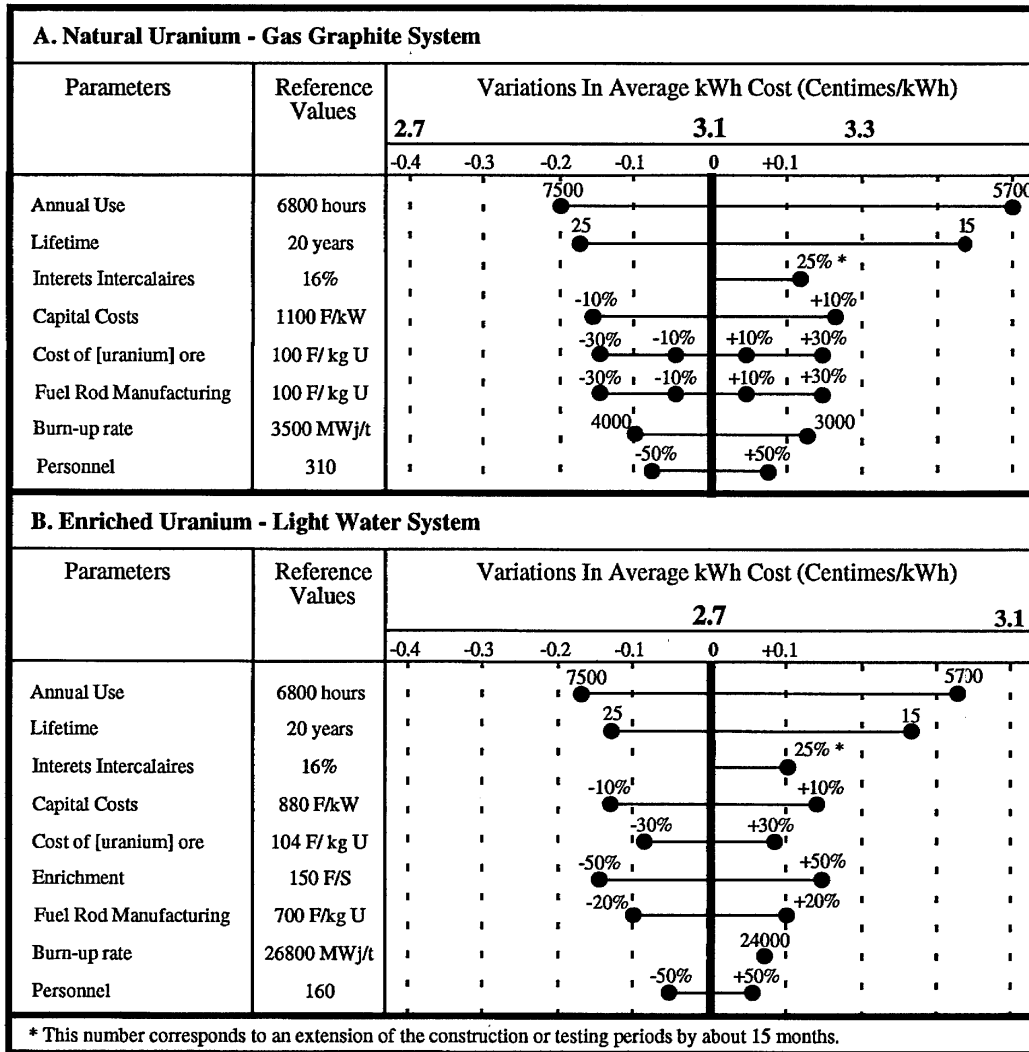 A. Natural Uranium - Gas Graphite System
Parameters Reference Variations In Average kWh Cost (Centimes/kWh)
Values
2.7 3.1 3.3
-0.4 -0.3 -0.2 -0.1 0 +0.1
7500 5700
Annual Use 6800 hours
25 15
Lifetime 20 years
25% *
Interets Intercalaires 16%
-10% +10%
Capital Costs 1100 F/kW
-30% -10% +10% +30%
Cost of [uranium] ore 100 F/ kg U
-30% -10% +10% +30%
Fuel Rod Manufacturing 100 F/ kg U
4000 3000
Burn-up rate 3500 MWj/t
-50% +50%
Personnel 310
B. Enriched Uranium - Light Water System
Parameters Reference Variations In Average kWh Cost (Centimes/kWh)
Values
2.7 3.1
-0.4 -0.3 -0.2 -0.1 0 +0.1
7500 5700
Annual Use 6800 hours
25 15
Lifetime 20 years
25% *
Interets Intercalaires 16%
-10% +10%
Capital Costs 880 F/kW
-30% +30%
Cost of [uranium] ore 104 F/ kg U
-50% +50%
Enrichment 150 F/S
-20% +20%
Fuel Rod Manufacturing 700 F/kg U
24000
Burn-up rate 26800 MWj/t
-50% +50%
Personnel 160
* This number corresponds to an extension of the construction or testing periods by about 15 months.